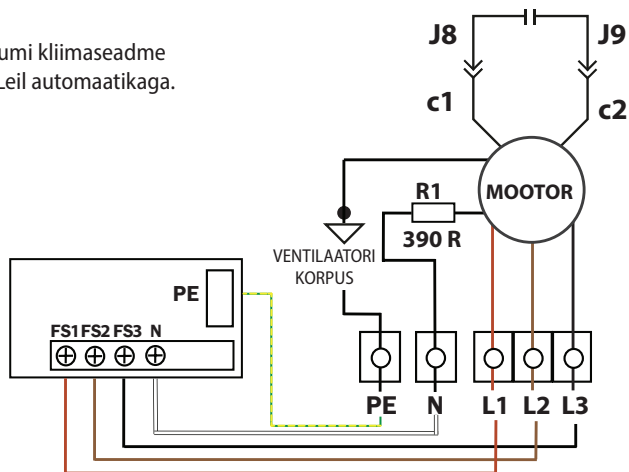 J8 J9
umi kliimaseadme
Leil automaatikaga.
c1 c2
R1
MOOTOR
390 R
VENTILAATORI
KORPUS
PE
FS1 FS2 FS3 N
PE N L1 L2 L3